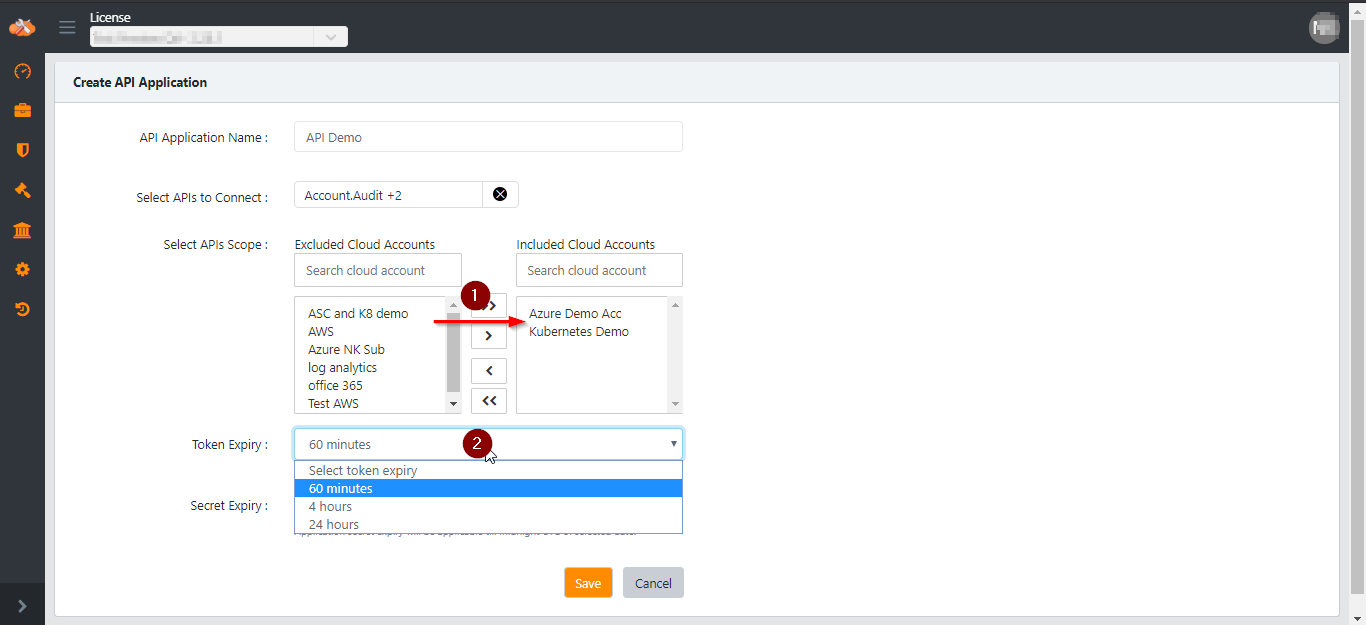 License
Create API Application
API Application Name :
API Demo
Select APIs to Connect :
Account.Audit +2
Select APIs Scope :
Excluded Cloud Accounts
Included Cloud Accounts
Search cloud account
Search cloud account
1
ASC and K8 demo
AWS
Azure NK Sub
log analytics
office 365
Test AWS
Azure Demo Acc
Kubernetes Demo
Token Expiry :
60 minutes
2
Select token expiry
60 minutes
4 hours
24 hours
Secret Expiry :
Save
Cancel